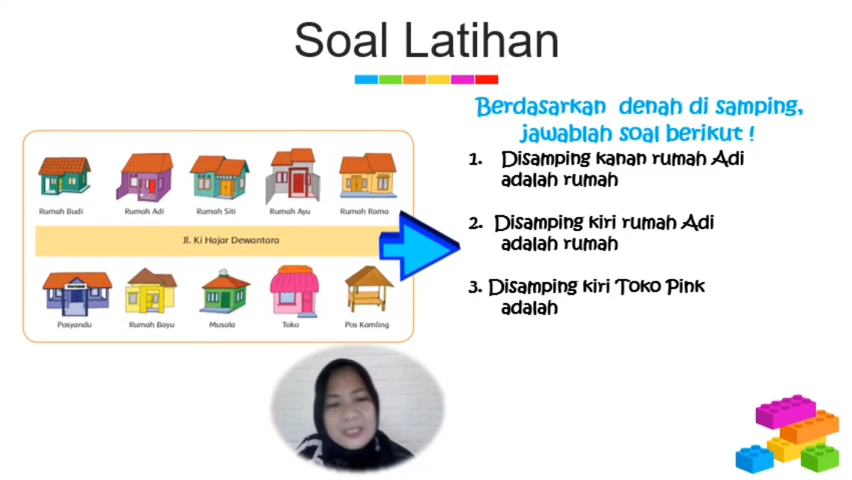 Soal Latihan
Berdasarkan denah di samping,
jawablah soal berikut !
1. Disamping kanan rumah Adi
adalah rumah
2. Disamping kiri rumah Adi
adalah rumah
3. Disamping kiri Toko Pink
adalah
Rumah Budi Rumah Adi Rumah Siti Rumah Ayu Rumah Rama
Jl. Ki Hajar Dewantara
POSYANDU
Posyandu Rumah Bayu Musala Toko Pos Kamling